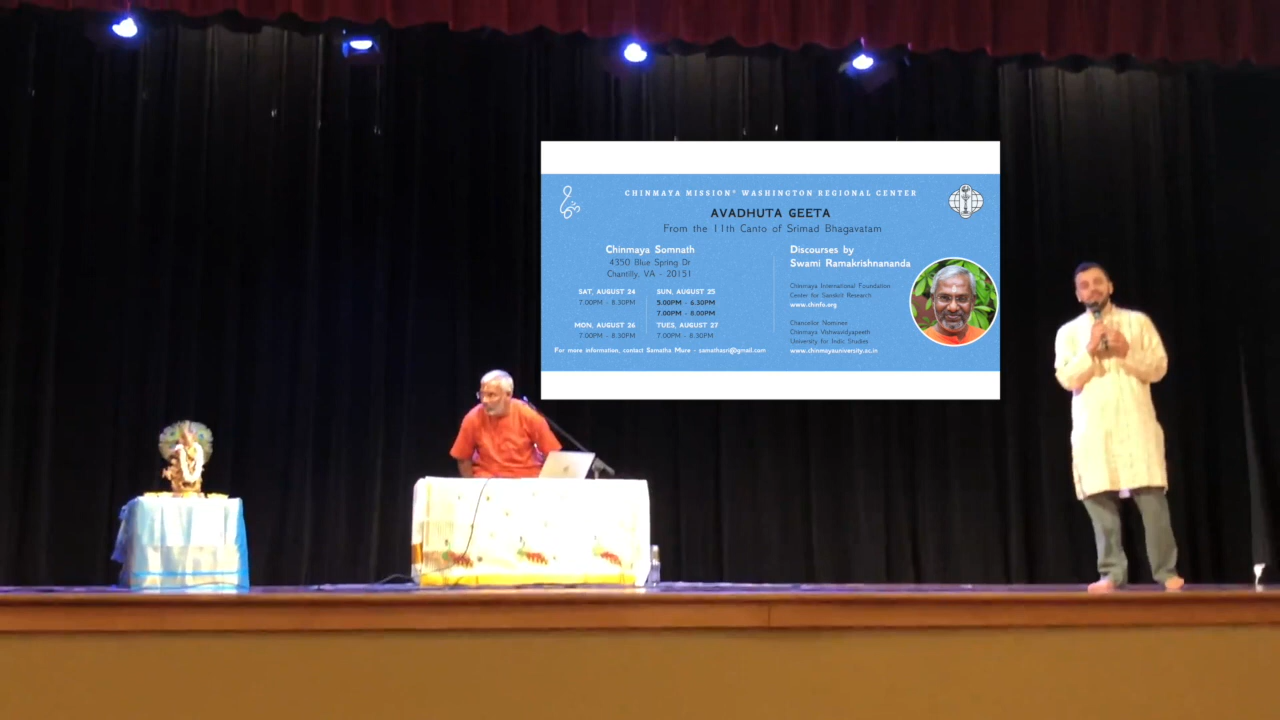 CHINMAYA MISSION® WASHINGTON REGIONAL CENTER
AVADHUTA GEETA
From the 11th Canto of Srimad Bhagavatam
Chinmaya Somnath
4350 Blue Spring Dr
Chantilly, VA - 20151
SAT, AUGUST 24
7.00PM - 8.30PM
SUN, AUGUST 25
5.00PM - 6.30PM
7.00PM - 8.00PM
MON, AUGUST 26
7.00PM - 8.30PM
TUES, AUGUST 27
7.00PM - 8.30PM
For more information, contact Samatha More - samathasri@gmail.com
Discourses by
Swami Ramakrishnananda
Chinmaya International Foundation
Center for Sanskrit Research
www.chinfo.org
Chancellor Nominee
Chinmaya Vishwavidyapeeth
University for Indic Studies
www.chinmayauniversity.ac.in